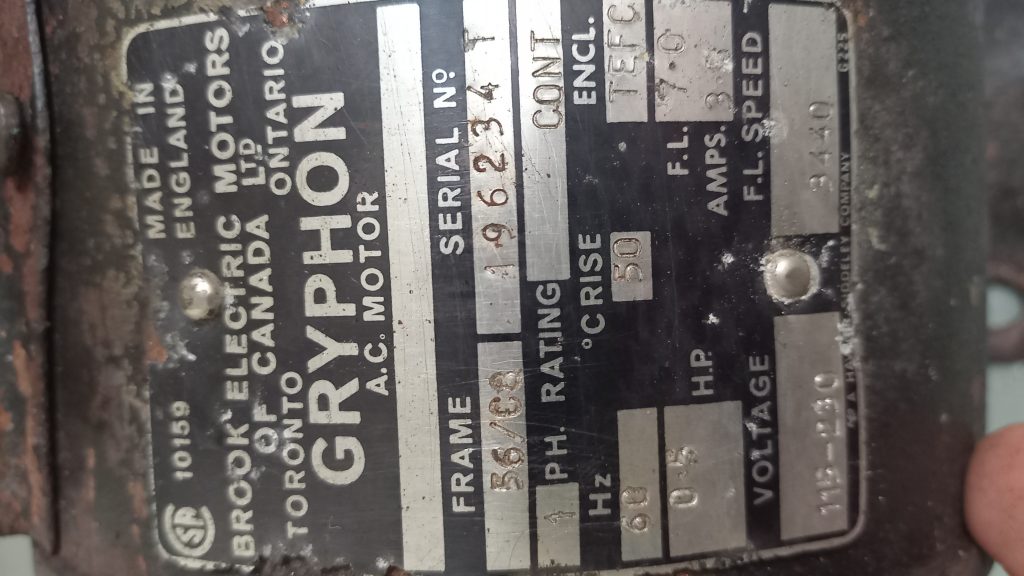 SA 10159 MADE IN ENGLAND
BROOK ELECTRIC MOTORS
OF CANADA LTD
TORONTO ONTARIO
GRYPHON
A.C. MOTOR
FRAME SERIAL Nº
56/C8 196234 T
1 PH. RATING CONT
Hz °C RISE ENCL.
60 50 TEFC
0.5 H.P. F.L. AMPS. 7.0
VOLTAGE F.L. SPEED
115-230 3440
COMPANY